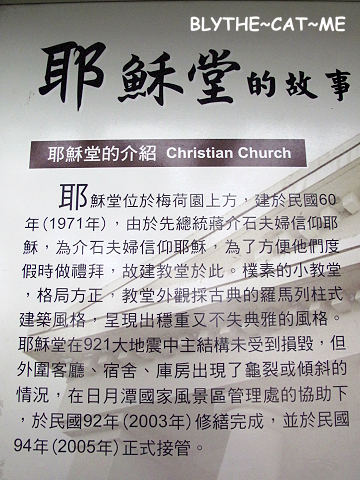 BLYTHE~CAT~ME
耶穌堂的故事
耶穌堂的介紹 Christian Church
耶穌堂位於梅荷園上方，建於民國60
年(1971年)，由於先總統蔣介石夫婦信仰耶
穌，為介石夫婦信仰耶穌，為了方便他們度
假時做禮拜，故建教堂於此。樸素的小教堂
，格局方正，教堂外觀採古典的羅馬列柱式
建築風格，呈現出穩重又不失典雅的風格。
耶穌堂在921大地震中主結構未受到損毀，但
外圍客廳、宿舍、庫房出現了龜裂或傾斜的
情況，在日月潭國家風景區管理處的協助下
，於民國92年(2003年)修繕完成，並於民國
94年(2005年)正式接管。